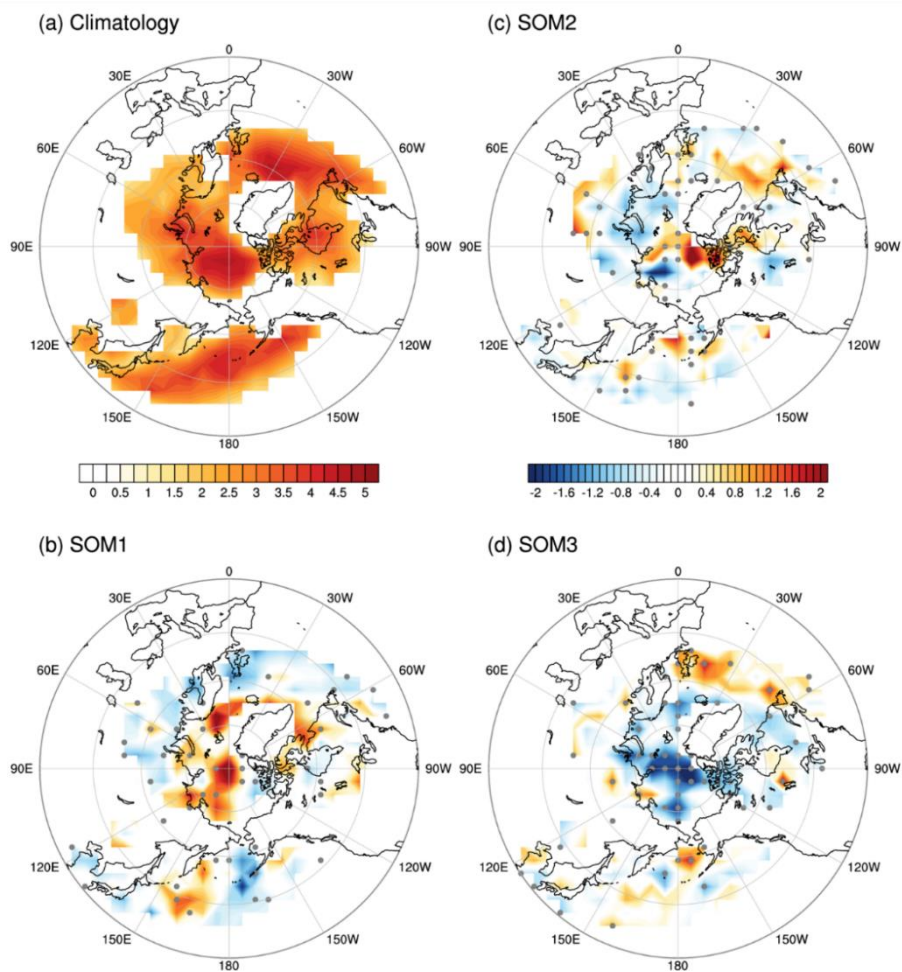 (a) Climatology
0
30E
30W
60E
60W
90E
90W
120E
120W
150E
150W
180
0 0.5 1 1.5 2 2.5 3 3.5 4 4.5 5
(c) SOM2
0
30E
30W
60E
60W
90E
90W
120E
120W
150E
150W
180
-2 -1.6 -1.2 -0.8 -0.4 0 0.4 0.8 1.2 1.6 2
(b) SOM1
0
30E
30W
60E
60W
90E
90W
120E
120W
150E
150W
180
(d) SOM3
0
30E
30W
60E
60W
90E
90W
120E
120W
150E
150W
180